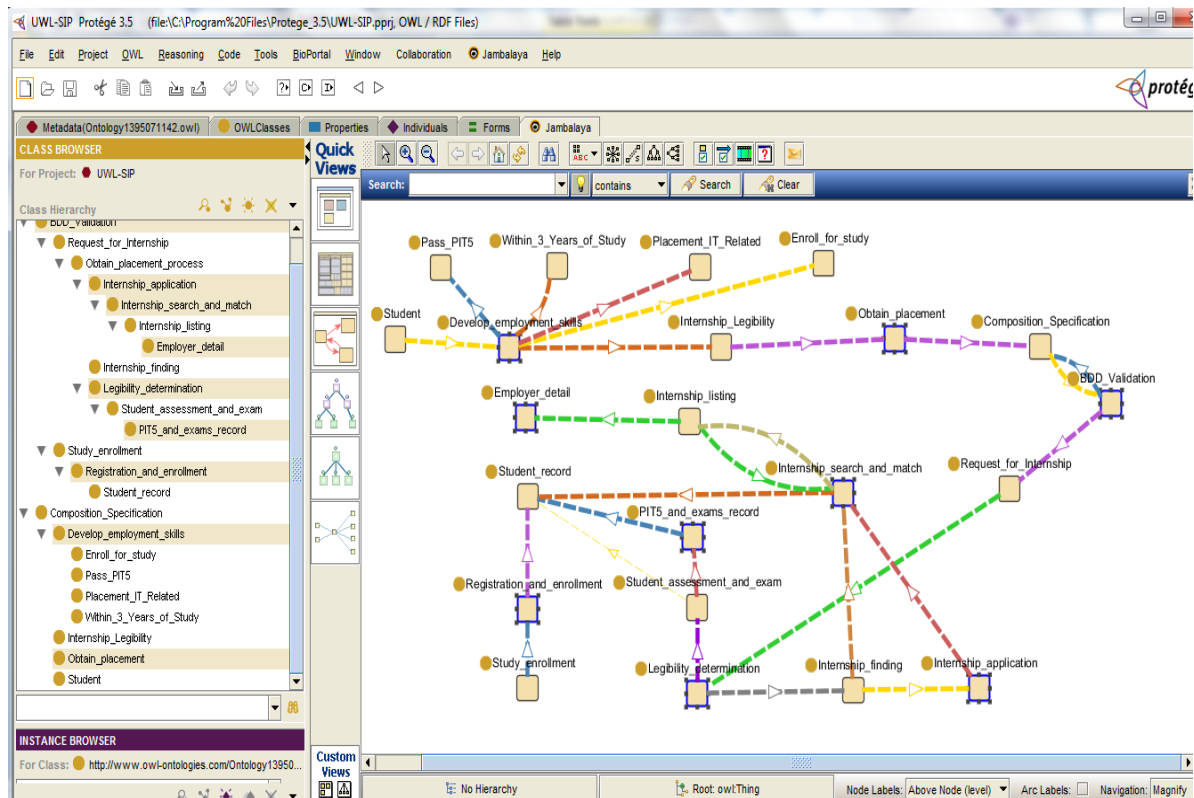 UWL-SIP Protégé 3.5 (file:\C:\Program%20Files\Protege_3.5\UWL-SIP.pprj, OWL / RDF Files)
File Edit Project OWL Reasoning Code Tools BioPortal Window Collaboration Jambalaya Help
protégé
Metadata(Ontology1395071142.owl) OWLClasses Properties Individuals Forms Jambalaya
CLASS BROWSER
For Project: UWL-SIP
Class Hierarchy
BDD_Validation
Request_for_Internship
Obtain_placement_process
Internship_application
Internship_search_and_match
Internship_listing
Employer_detail
Internship_finding
Legibility_determination
Student_assessment_and_exam
PIT5_and_exams_record
Study_enrollment
Registration_and_enrollment
Student_record
Composition_Specification
Develop_employment_skills
Enroll_for_study
Pass_PIT5
Placement_IT_Related
Within_3_Years_of_Study
Internship_Legibility
Obtain_placement
Student
INSTANCE BROWSER
For Class: http://www.owl-ontologies.com/Ontology13950...
Quick
Views
Custom
Views
ABC
Search: contains Search Clear
Pass_PIT5 Within_3_Years_of_Study Placement_IT_Related Enroll_for_study
Student Develop_employment_skills Internship_Legibility Obtain_placement Composition_Specification
BDD_Validation
Employer_detail Internship_listing
Student_record Internship_search_and_match Request_for_Internship
PIT5_and_exams_record
Registration_and_enrollment Student_assessment_and_exam
Study_enrollment Legibility_determination Internship_finding Internship_application
No Hierarchy Root: owl:Thing Node Labels: Above Node (level) Arc Labels: Navigation: Magnify